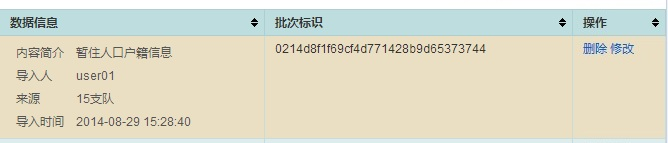 数据信息 批次标识 操作
内容简介 暂住人口户籍信息 0214d8f1f69cf4d771428b9d65373744 删除 修改
导入人 user01
来源 15支队
导入时间 2014-08-29 15:28:40